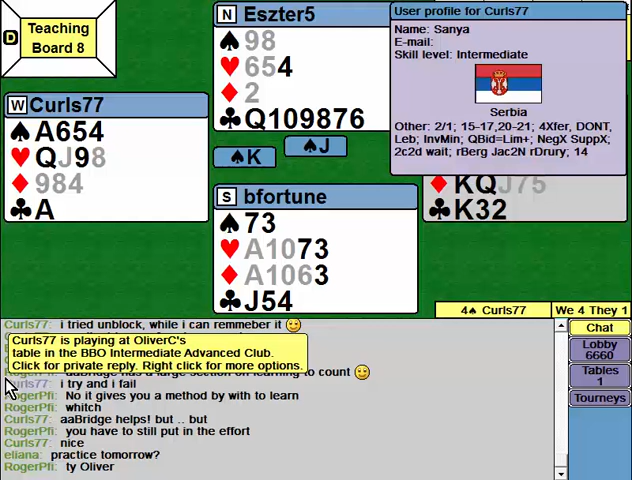 D
Teaching
Board 8
N Eszter5
98
654
2
Q109876
User profile for Curls77
Name: Sanya
E-mail:
Skill level: Intermediate
Serbia
Other: 2/1; 15-17,20-21; 4Xfer, DONT,
Leb; InvMin; QBid=Lim+; NegX SuppX;
2c2d wait; rBerg Jac2N rDrury; 14
W Curls77
A654
QJ98
984
A
K
J
KQJ75
K32
S bfortune
73
A1073
A1063
J54
4♠ Curls77
We 4 They 1
Curls77: i tried unblock, while i can remmeber it
Curls77 is playing at OliverC's
table in the BBO Intermediate Advanced Club.
Click for private reply. Right click for more options.
to count
Curls77: i try and i fail
RogerPfi: No it gives you a method by with to learn
RogerPfi: whitch
Curls77: aaBridge helps! but .. but
RogerPfi: you have to still put in the effort
Curls77: nice
eliana: practice tomorrow?
RogerPfi: ty Oliver
Chat
Lobby
6660
Tables
1
Tourneys